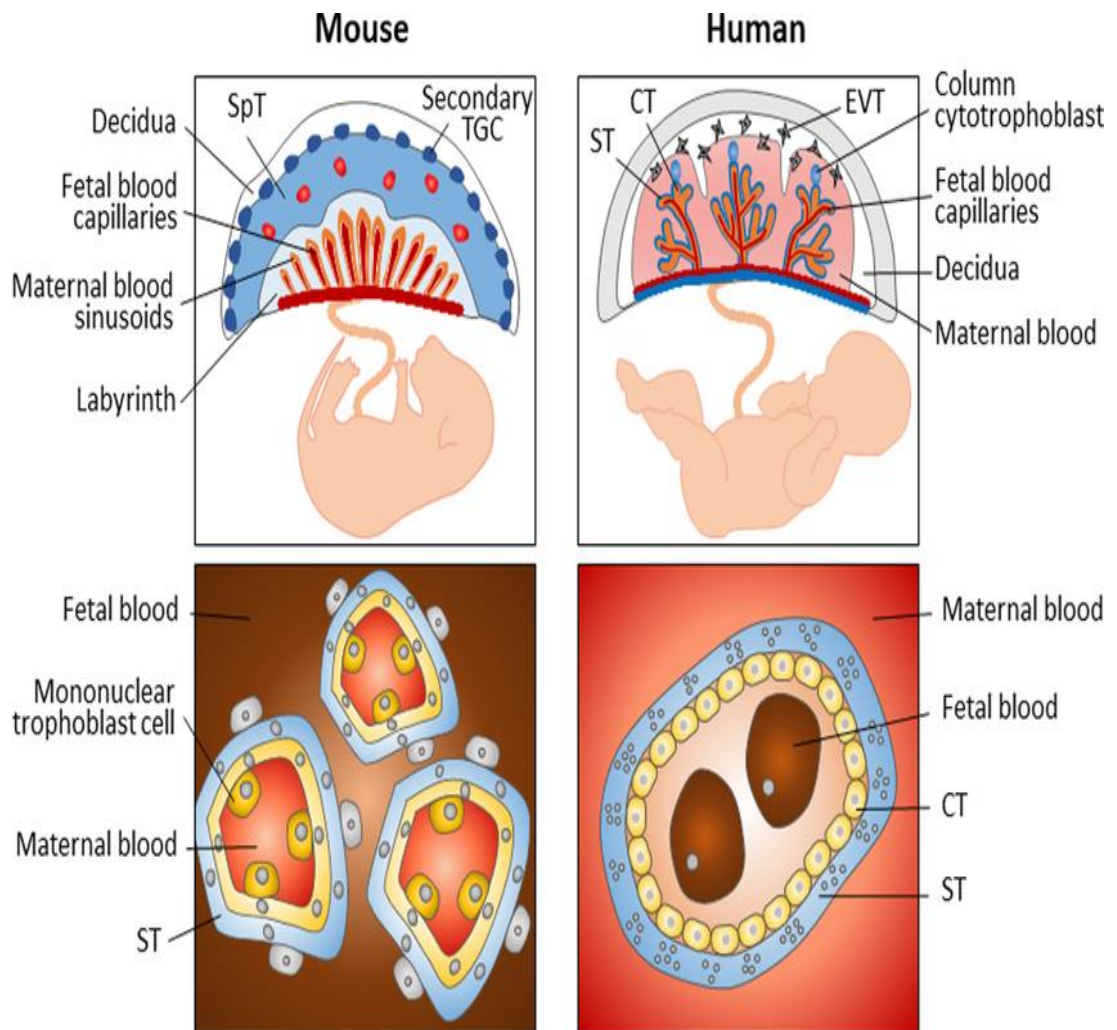 Mouse
Human
Decidua
SpT
Secondary
TGC
Fetal blood
capillaries
Maternal blood
sinusoids
Labyrinth
CT
ST
EVT
Column
cytotrophoblast
Fetal blood
capillaries
Decidua
Maternal blood
Fetal blood
Mononuclear
trophoblast cell
Maternal blood
ST
Maternal blood
Fetal blood
CT
ST